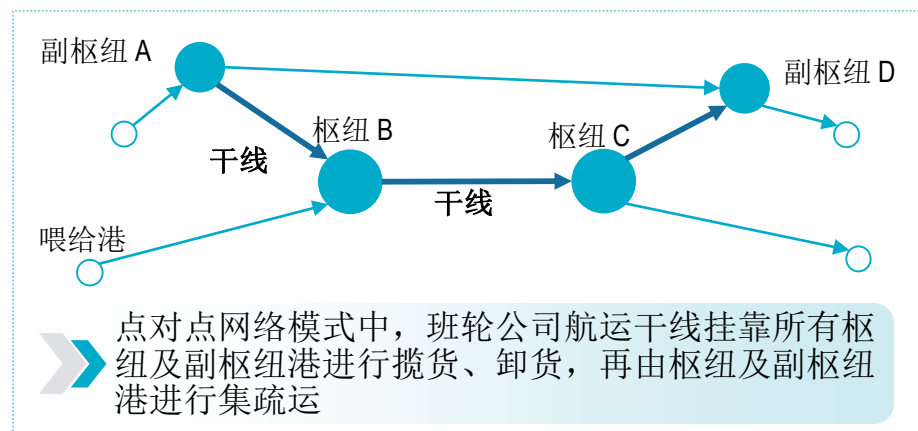 副枢纽 A
副枢纽 D
枢纽 B
枢纽 C
干线
干线
喂给港
点对点网络模式中，班轮公司航运干线挂靠所有枢
纽及副枢纽港进行揽货、卸货，再由枢纽及副枢纽
港进行集疏运